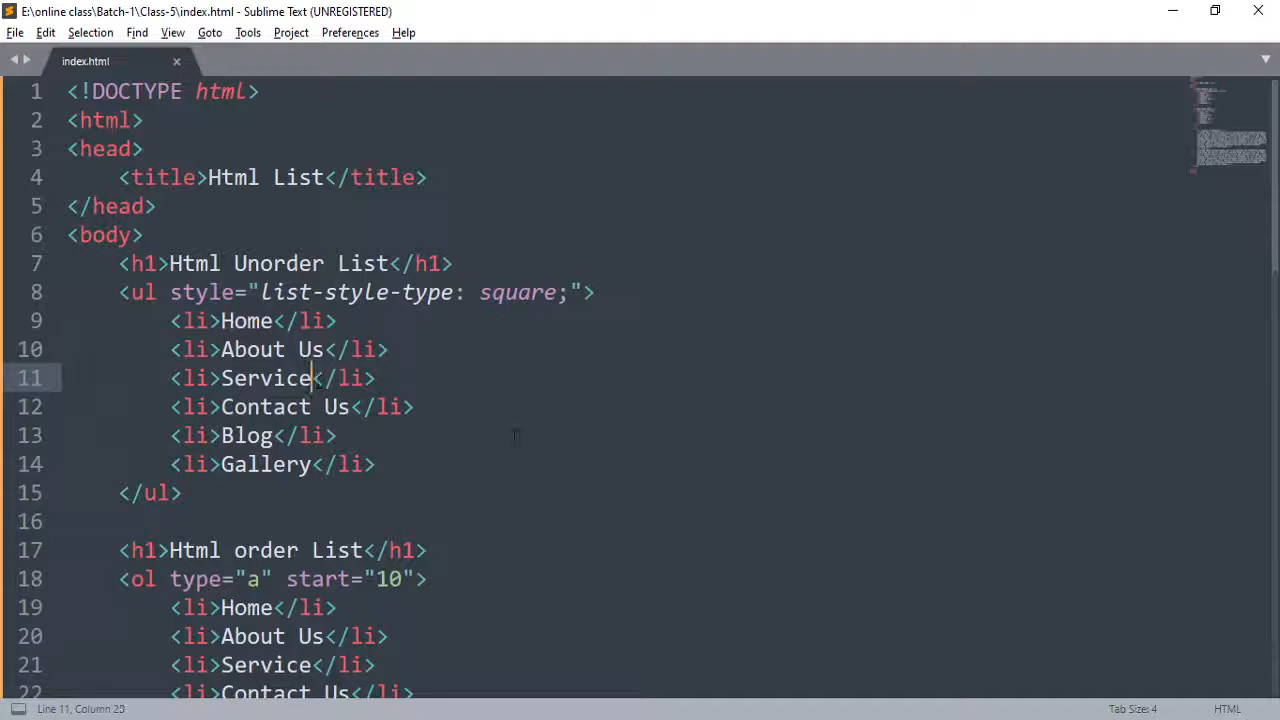 E:\online class\Batch-1\Class-5\index.html - Sublime Text (UNREGISTERED)
File Edit Selection Find View Goto Tools Project Preferences Help
index.html
1 <!DOCTYPE html>
2 <html>
3 <head>
4 <title>Html List</title>
5 </head>
6 <body>
7 <h1>Html Unorder List</h1>
8 <ul style="list-style-type: square;">
9 <li>Home</li>
10 <li>About Us</li>
11 <li>Service</li>
12 <li>Contact Us</li>
13 <li>Blog</li>
14 <li>Gallery</li>
15 </ul>
16
17 <h1>Html order List</h1>
18 <ol type="a" start="10">
19 <li>Home</li>
20 <li>About Us</li>
21 <li>Service</li>
22 <li>Contact Us</li>
Line 11, Column 20 Tab Size: 4 HTML